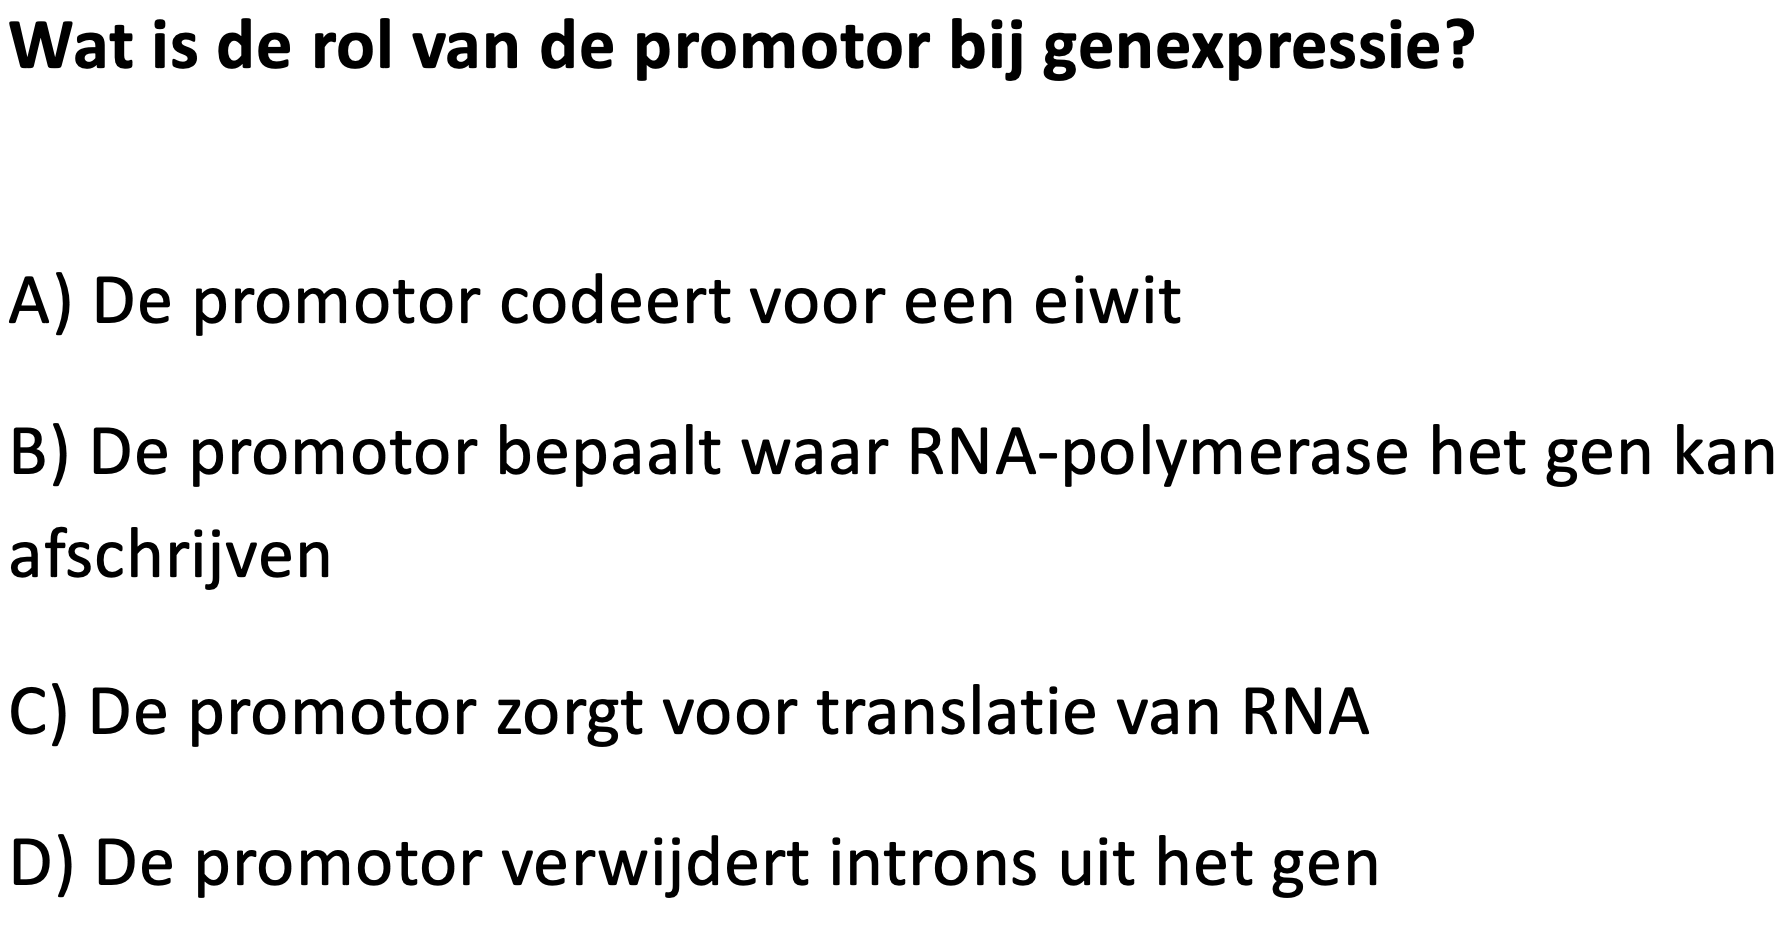 Wat is de rol van de promotor bij genexpressie?
A) De promotor codeert voor een eiwit
B) De promotor bepaalt waar RNA-polymerase het gen kan
afschrijven
C) De promotor zorgt voor translatie van RNA
D) De promotor verwijdert introns uit het gen